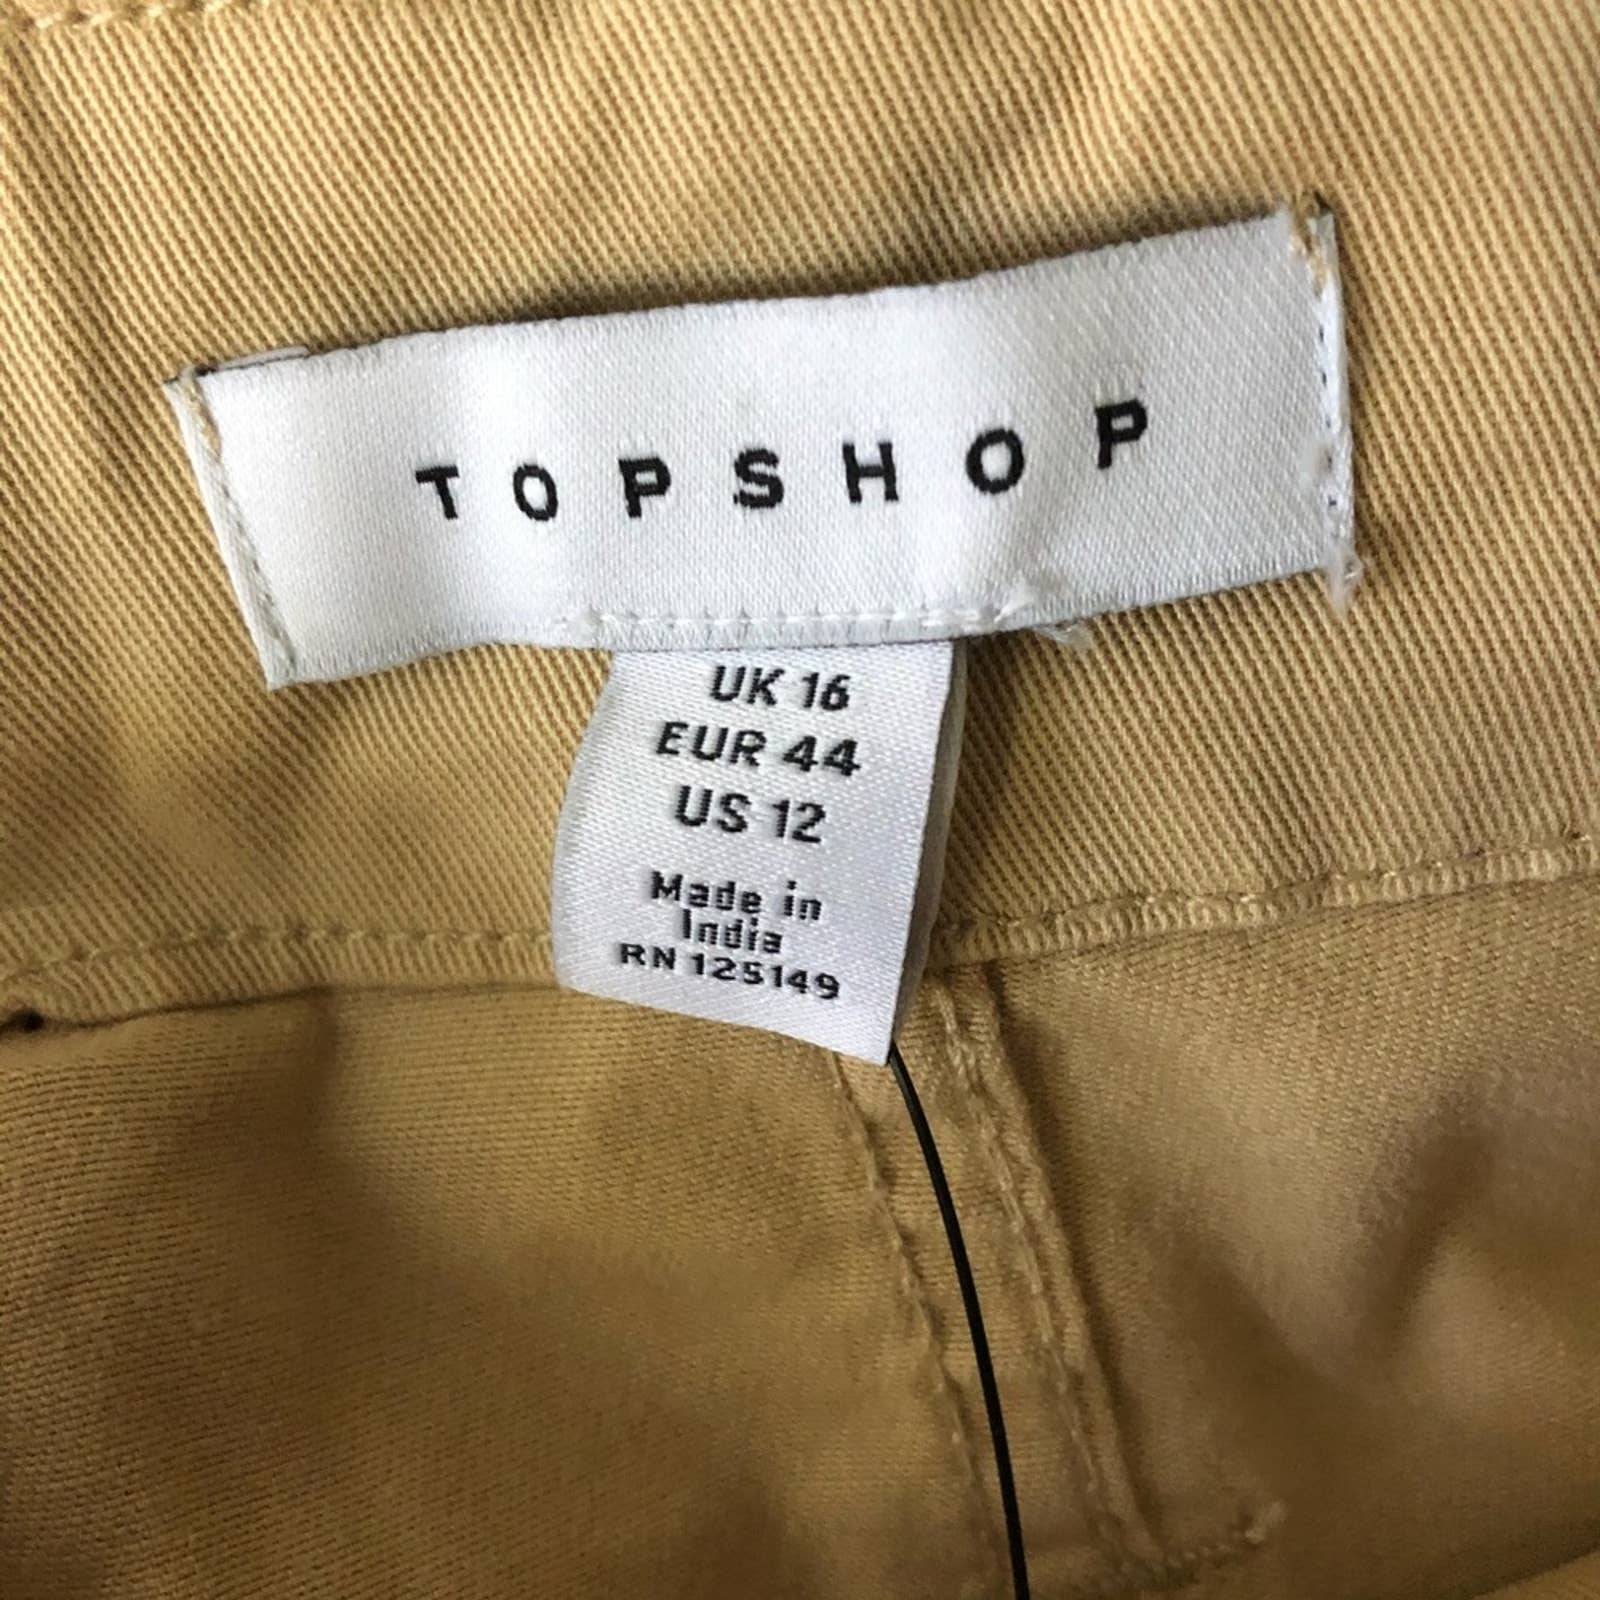 TOPSHOP
UK 16
EUR 44
US 12
Made in
India
RN 125149